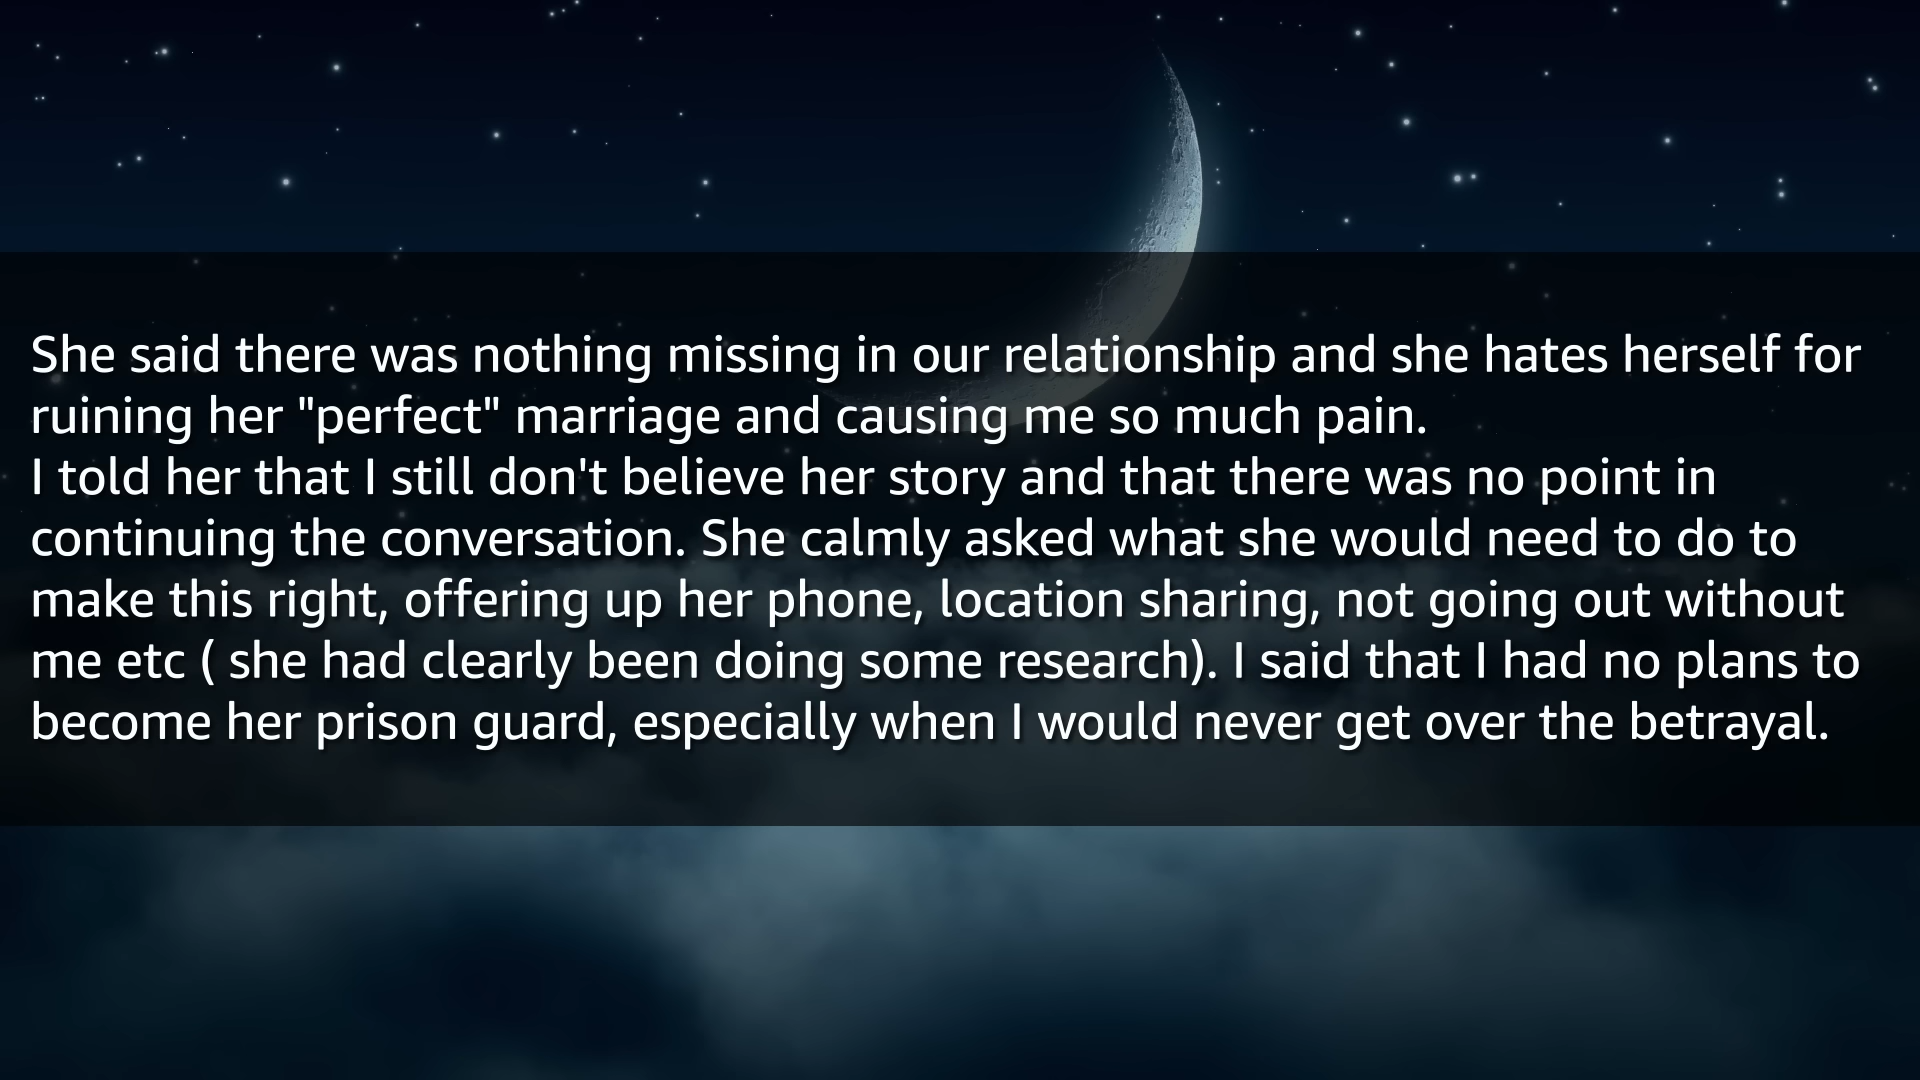 She said there was nothing missing in our relationship and she hates herself for
ruining her "perfect" marriage and causing me so much pain.
I told her that I still don't believe her story and that there was no point in
continuing the conversation. She calmly asked what she would need to do to
make this right, offering up her phone, location sharing, not going out without
me etc ( she had clearly been doing some research). I said that I had no plans to
become her prison guard, especially when I would never get over the betrayal.